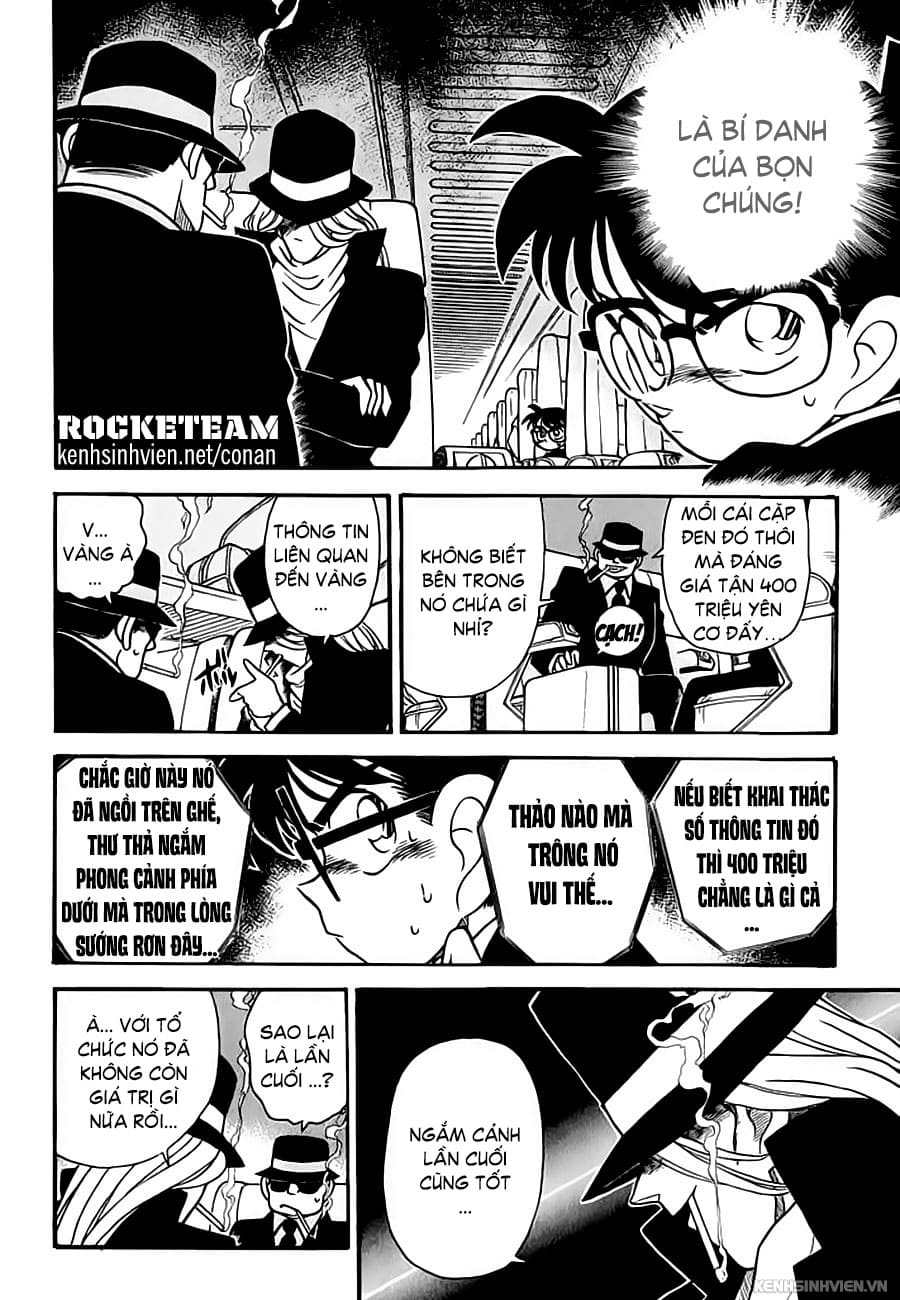 LÀ BÍ DANH
CỦA BỌN
CHÚNG!
ROCKETEAM
kenhsinhvien.net/conan
MỒI CÁI CẶP
ĐEN ĐÓ THÔI
MÀ ĐÁNG
GIÁ TẬN 400
TRIỆU YÊN
CƠ ĐẤY...
CẠCH!
KHÔNG BIẾT
BÊN TRONG
NÓ CHỨA GÌ
NHỈ?
THÔNG TIN
LIÊN QUAN
ĐẾN VÀNG
...
V...
VÀNG À
...
NẾU BIẾT KHAI THÁC
SỐ THÔNG TIN ĐÓ
THÌ 400 TRIỆU
CHẲNG LÀ GÌ CẢ
...
THẢO NÀO MÀ
TRÔNG NÓ
VUI THẾ...
CHẮC GIỜ NÀY NÓ
ĐÃ NGỒI TRÊN GHẾ,
THƯ THẢ NGẮM
PHONG CẢNH PHÍA
DƯỚI MÀ TRONG LÒNG
SƯỚNG RƠN ĐÂY...
NGẮM CẢNH
LẦN CUỐI
CŨNG TỐT
...
SAO LẠI
LÀ LẦN
CUỐI ...?
À... VỚI TỔ
CHỨC NÓ ĐÃ
KHÔNG CÒN
GIÁ TRỊ GÌ
NỮA RỒI...
KENHSINHVIEN.VN